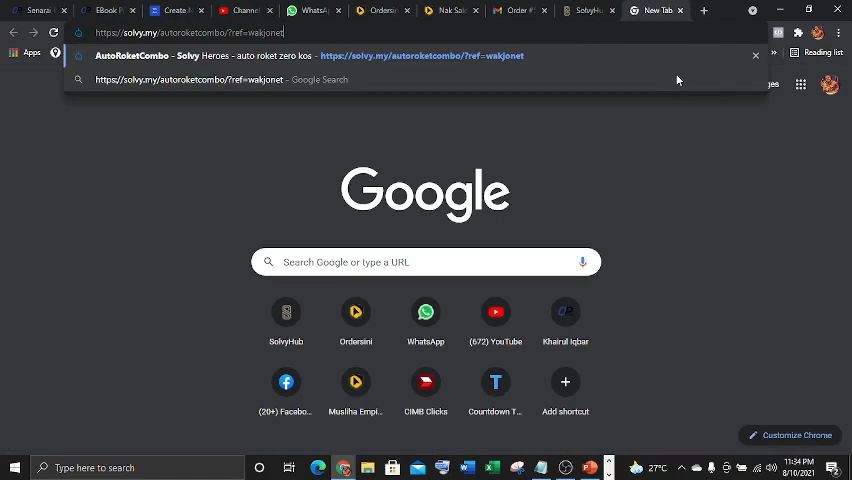 Senarai
EBook P
Create N
Channel
WhatsA
Ordersin
Nak Sal
Order #
SolvyHu
New Tab
https://solvy.my/autoroketcombo/?ref=wakjonet
Apps
Reading list
AutoRoketCombo - Solvy Heroes - auto roket zero kos - https://solvy.my/autoroketcombo/?ref=wakjonet
https://solvy.my/autoroketcombo/?ref=wakjonet - Google Search
ges
Google
Search Google or type a URL
SolvyHub
Ordersini
WhatsApp
(672) YouTube
Khairul Iqbar
(20+) Facebo...
Musliha Empi...
CIMB Clicks
Countdown T...
Add shortcut
Customize Chrome
Type here to search
27°C
11:34 PM
8/10/2021
2